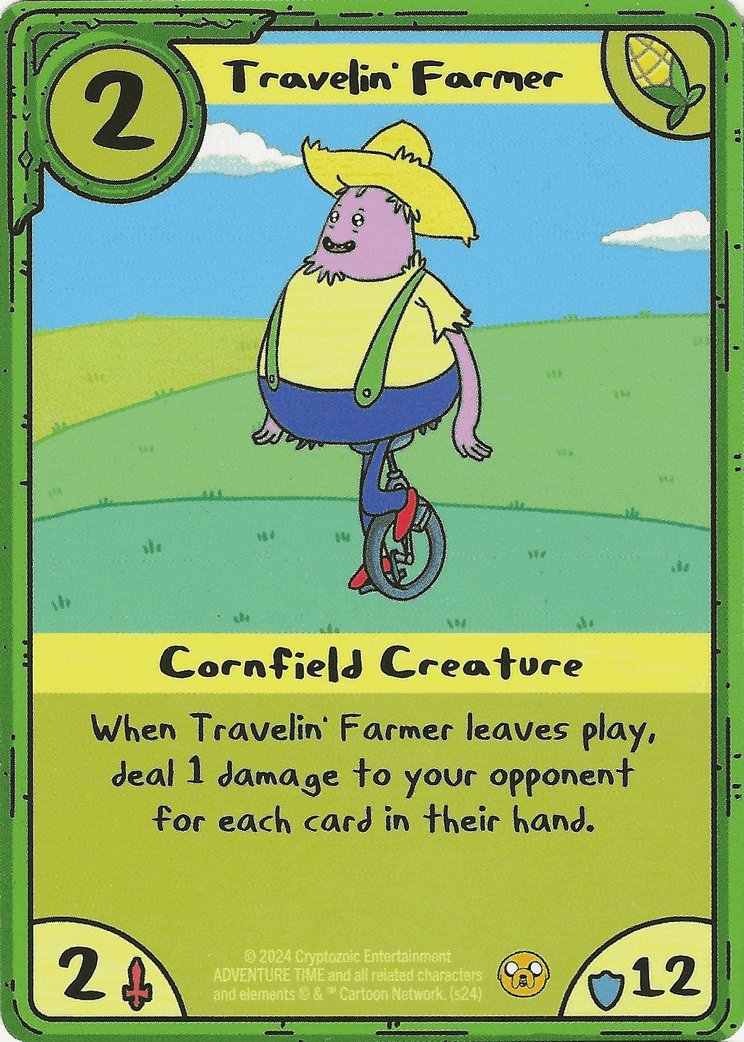 2
Travelin' Farmer
Cornfield Creature
When Travelin' Farmer leaves play,
deal 1 damage to your opponent
for each card in their hand.
2
© 2024 Cryptozoic Entertainment
ADVENTURE TIME and all related characters
and elements © & ™ Cartoon Network. (s24)
12